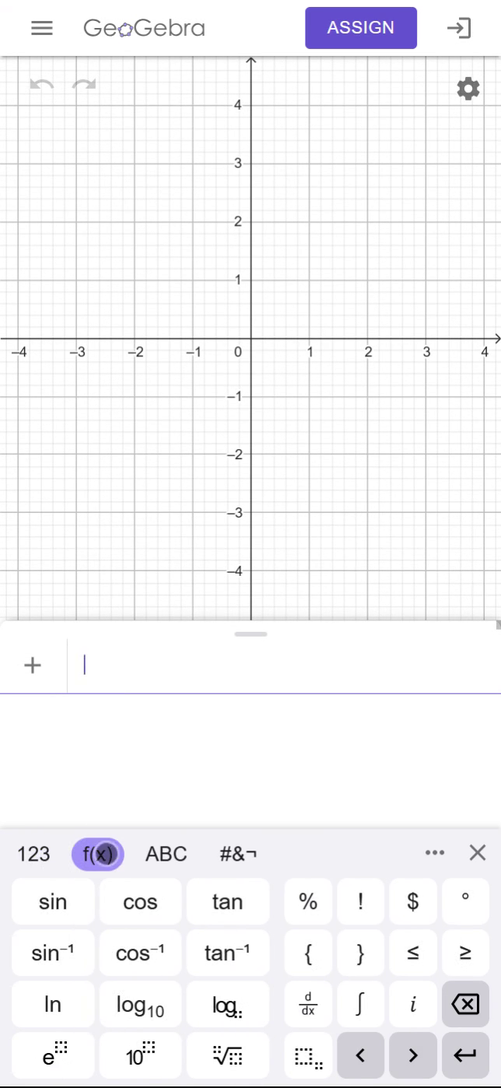 GeoGebra ASSIGN
4
3
2
1
–4 –3 –2 –1 0 1 2 3 4
–1
–2
–3
–4
+
123 f(x) ABC #&¬ ••• ×
sin cos tan % ! $ °
sin⁻¹ cos⁻¹ tan⁻¹ { } ≤ ≥
ln log₁₀ log d/dx ∫ i
e 10 √ < >